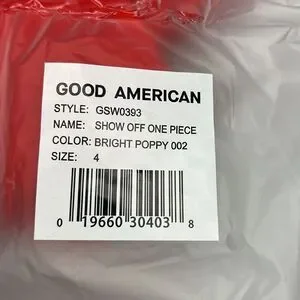 GOOD AMERICAN
STYLE: GSW0393
NAME: SHOW OFF ONE PIECE
COLOR: BRIGHT POPPY 002
SIZE: 4
0 19660 30403 8